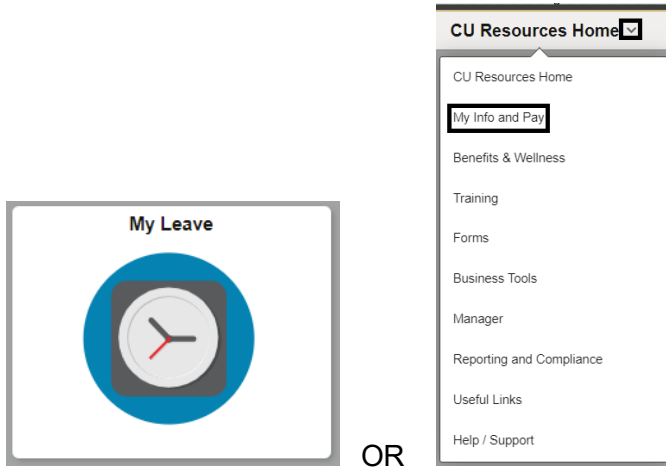 My Leave
OR
CU Resources Home
CU Resources Home
My Info and Pay
Benefits & Wellness
Training
Forms
Business Tools
Manager
Reporting and Compliance
Useful Links
Help / Support